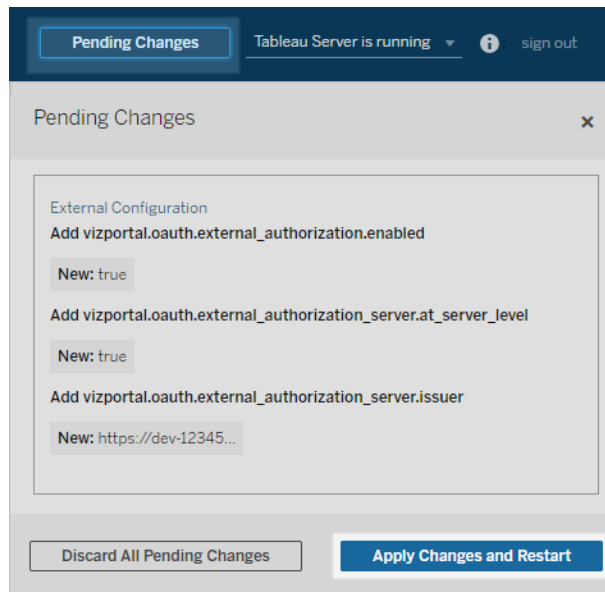 Pending Changes
Tableau Server is running
sign out
Pending Changes
External Configuration
Add vizportal.oauth.external_authorization.enabled
New: true
Add vizportal.oauth.external_authorization_server.at_server_level
New: true
Add vizportal.oauth.external_authorization_server.issuer
New: https://dev-12345...
Discard All Pending Changes
Apply Changes and Restart